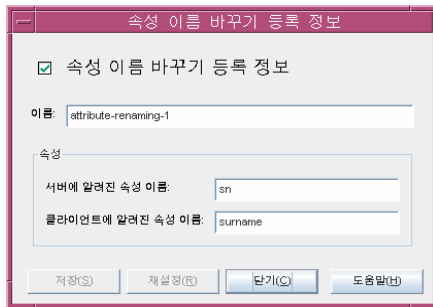 속성 이름 바꾸기 등록 정보
속성 이름 바꾸기 등록 정보
이름: attribute-renaming-1
속성
서버에 알려진 속성 이름: sn
클라이언트에 알려진 속성 이름: surname
저장(S) 재설정(R) 닫기(C) 도움말(H)